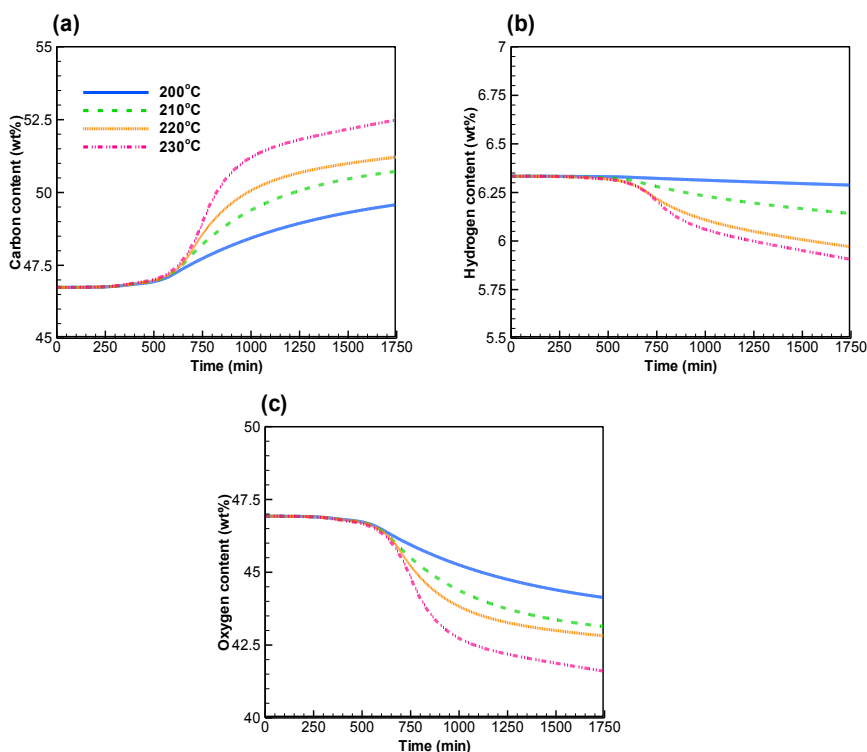 (a)
55
52.5
50
47.5
45
Carbon content (wt%)
200°C
210°C
220°C
230°C
0 250 500 750 1000 1250 1500 1750
Time (min)
(b)
7
6.75
6.5
6.25
6
5.75
5.5
Hydrogen content (wt%)
0 250 500 750 1000 1250 1500 1750
Time (min)
(c)
50
47.5
45
42.5
40
Oxygen content (wt%)
0 250 500 750 1000 1250 1500 1750
Time (min)